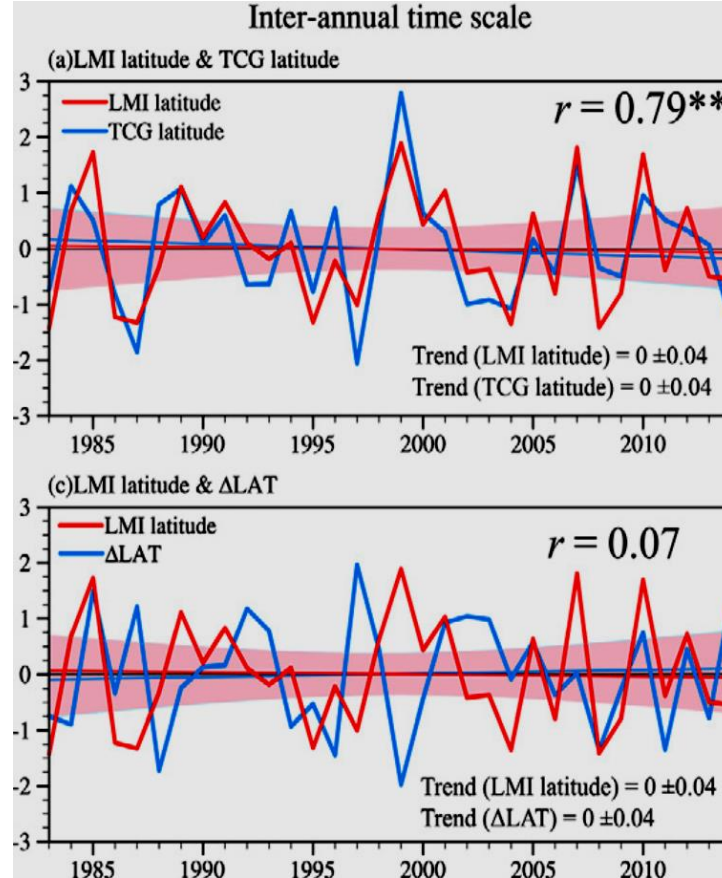 Inter-annual time scale
(a)LMI latitude & TCG latitude
3
LMI latitude
r = 0.79**
TCG latitude
2
1
0
-1
Trend (LMI latitude) = 0 ±0.04
-2
Trend (TCG latitude) = 0 ±0.04
-3
1985 1990 1995 2000 2005 2010
(c)LMI latitude & ΔLAT
3
LMI latitude
r = 0.07
ΔLAT
2
1
0
-1
Trend (LMI latitude) = 0 ±0.04
-2
Trend (ΔLAT) = 0 ±0.04
-3
1985 1990 1995 2000 2005 2010